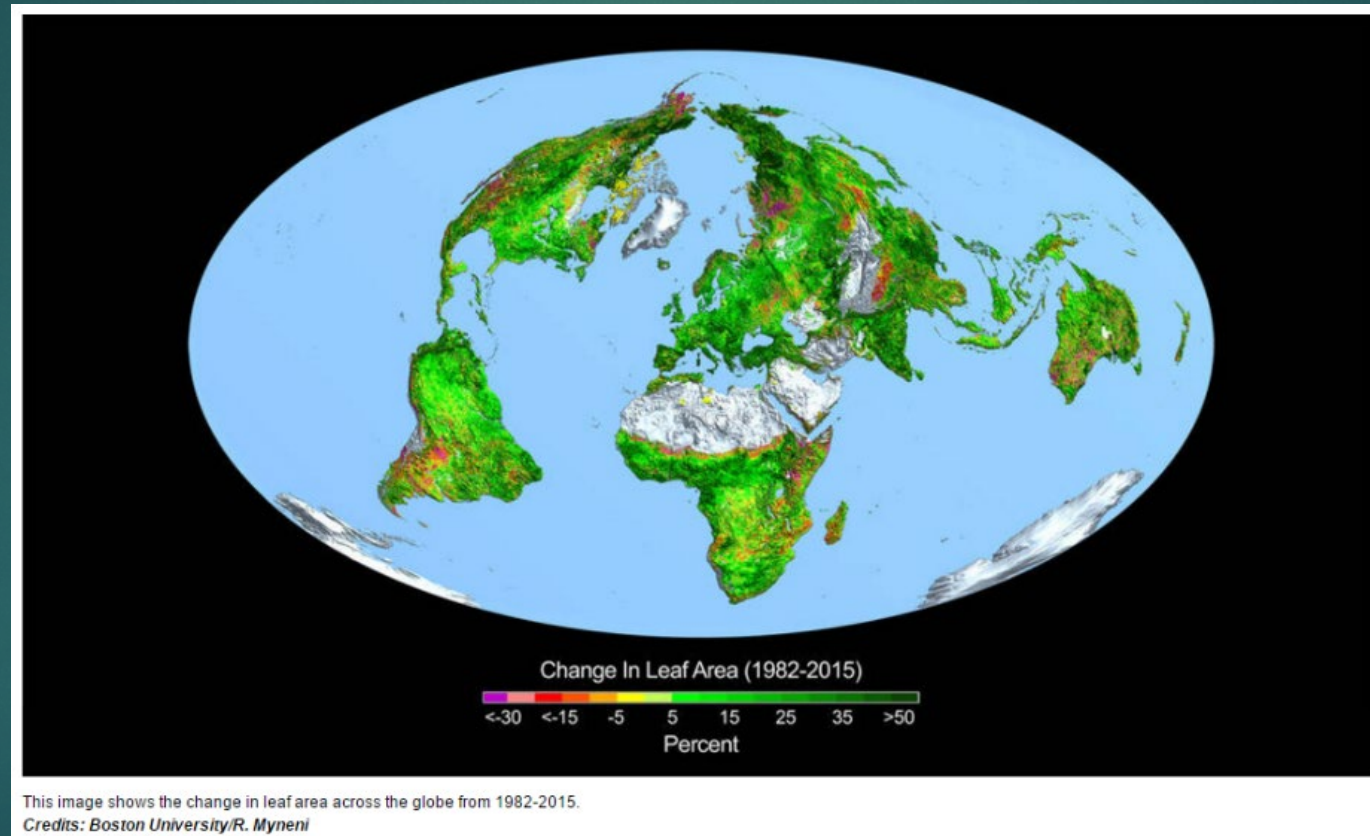 Change In Leaf Area (1982-2015)
<-30 <-15 -5 5 15 25 35 >50
Percent
This image shows the change in leaf area across the globe from 1982-2015.
Credits: Boston University/R. Myneni